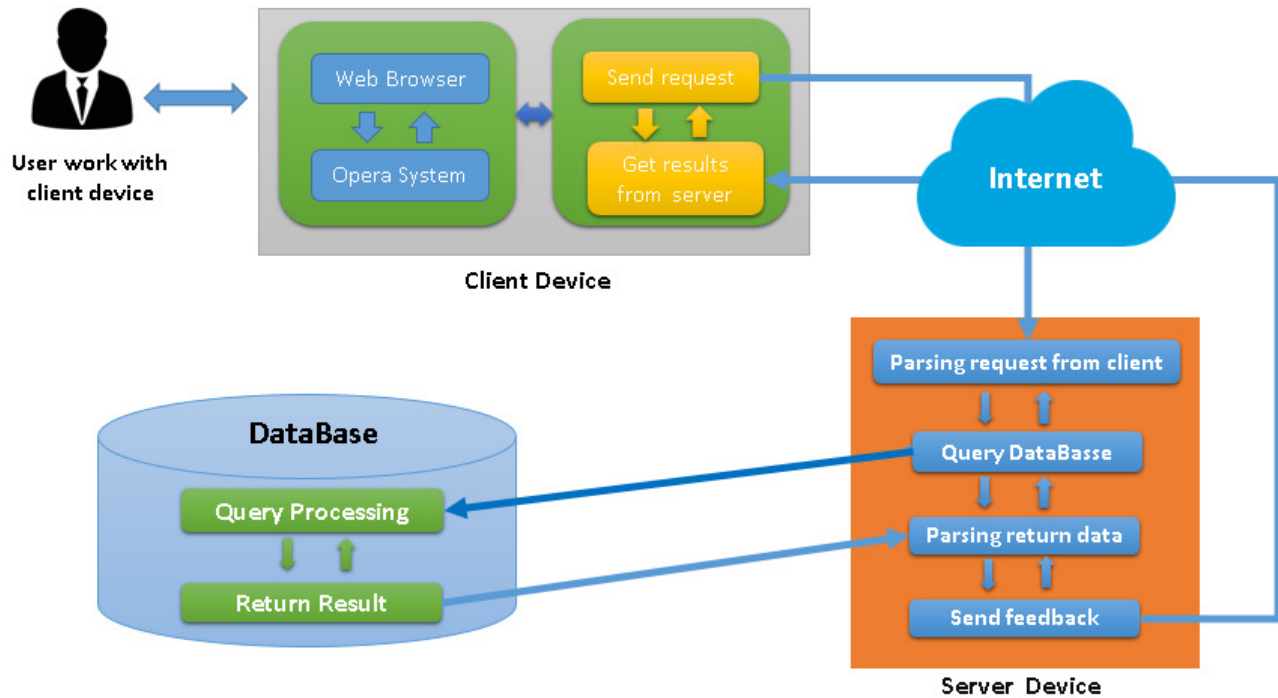 User work with
client device
Web Browser
Opera System
Send request
Get results
from server
Client Device
Internet
Parsing request from client
Query DataBasse
Parsing return data
Send feedback
Server Device
DataBase
Query Processing
Return Result